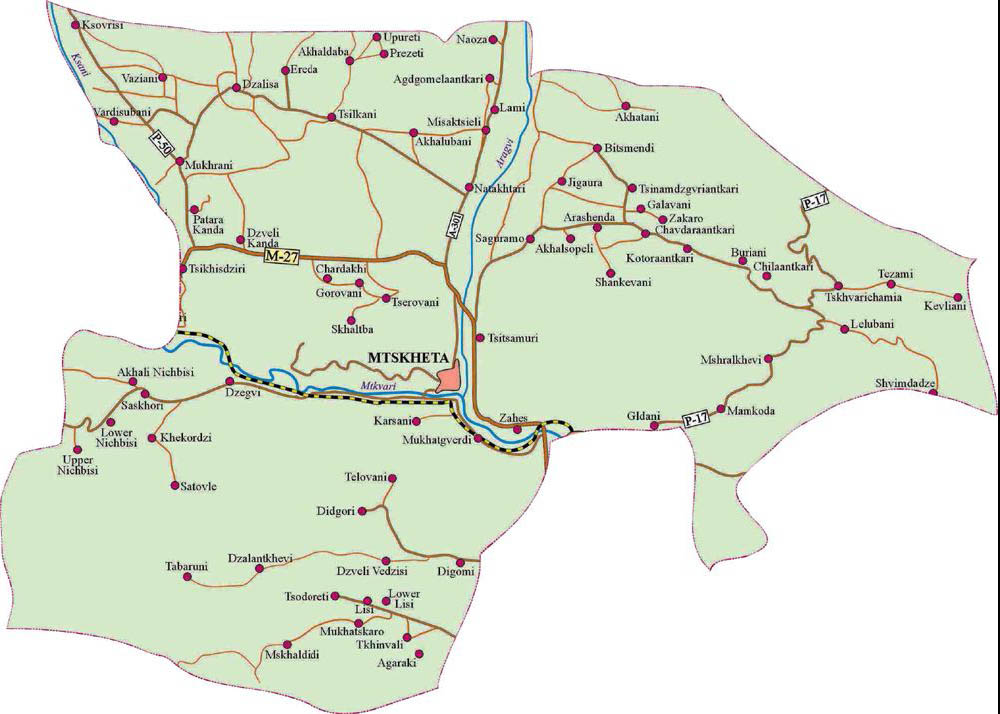 Ksovrisi
Upureti
Naoza
Akhaldaba
Prezeti
Ksani
Ereda
Vaziani
Agdgomelaantkari
Dzalisa
Lami
Akhatani
Vardisubani
Tsilkani
Misaktsieli
P-50
Akhalubani
Aragvi
Bitsmendi
Mukhrani
Natakhtari
Jigaura
Tsinamdzgvriantkari
P-17
Galavani
Patara
Kanda
A-301
Arashenda
Zakaro
Dzveli
Kanda
Saguramo
Akhalsopeli
Chavdaraantkari
M-27
Kotoraantkari
Buriani
Tsikhisdziri
Chardakhi
Chilaantkari
Tezami
Shankevani
Gorovani
Tserovani
Tskhvarichamia
Kevliani
Skhaltba
ri
Lelubani
Tsitsamuri
MTSKHETA
Mshralkhevi
Akhali Nichbisi
Mtkvari
Shvimdadze
Dzegvi
Saskhori
Mamkoda
Karsani
Zahes
Gldani
P-17
Lower
Nichbisi
Khekordzi
Mukhatgverdi
Upper
Nichbisi
Telovani
Satovle
Didgori
Dzalantkhevi
Tabaruni
Dzveli Vedzisi
Digomi
Tsodoreti
Lower
Lisi
Lisi
Mukhatskaro
Tkhinvali
Mskhaldidi
Agaraki